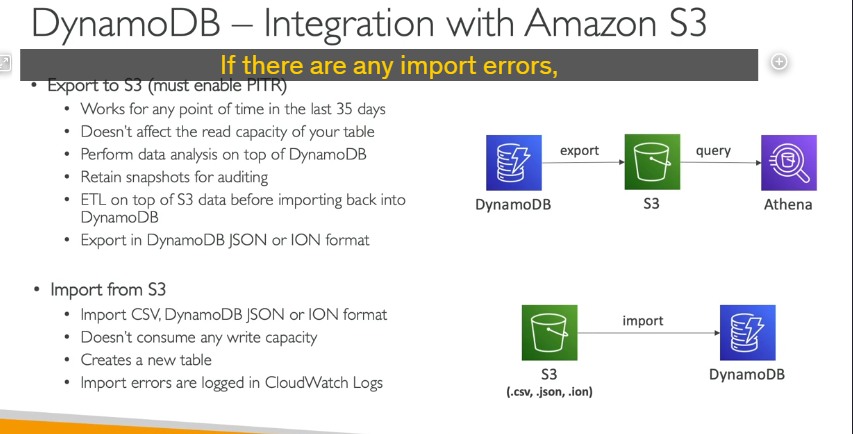 DynamoDB – Integration with Amazon S3
If there are any import errors,
• Export to S3 (must enable PITR)
• Works for any point of time in the last 35 days
• Doesn't affect the read capacity of your table
• Perform data analysis on top of DynamoDB
• Retain snapshots for auditing
• ETL on top of S3 data before importing back into
DynamoDB
• Export in DynamoDB JSON or ION format
export
query
DynamoDB
S3
Athena
• Import from S3
• Import CSV, DynamoDB JSON or ION format
• Doesn't consume any write capacity
• Creates a new table
• Import errors are logged in CloudWatch Logs
import
S3
(.csv, .json, .ion)
DynamoDB